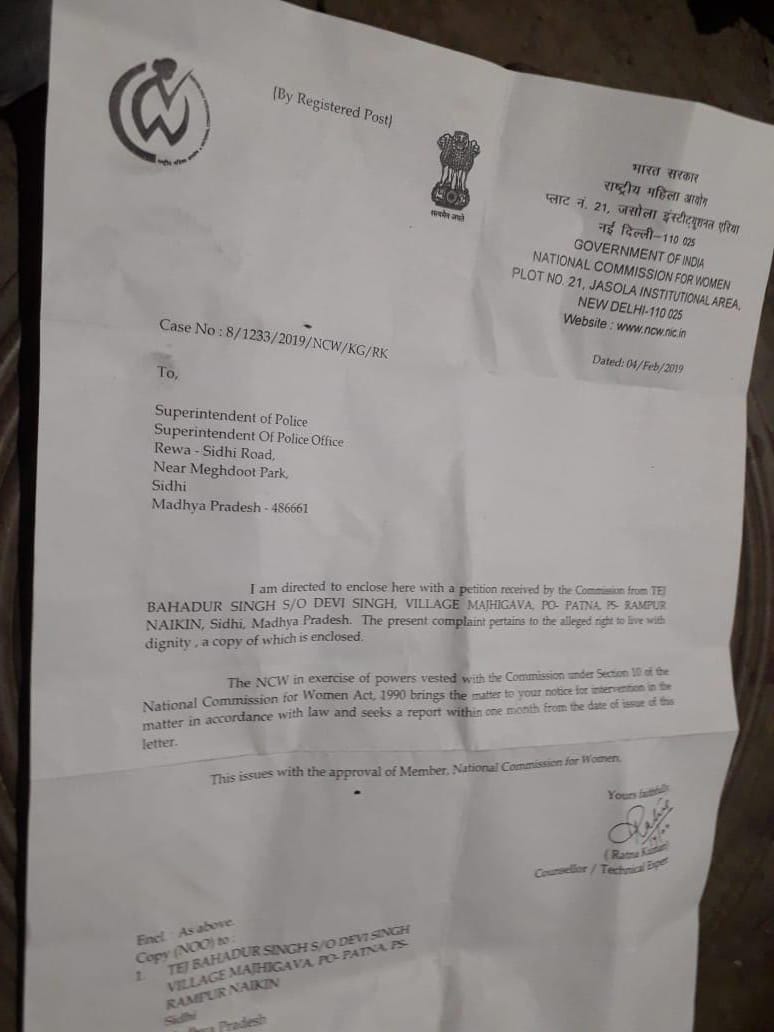 [By Registered Post]
सत्यमेव जयते
भारत सरकार
राष्ट्रीय महिला आयोग
प्लाट नं. 21, जसोला इंस्टीट्युशनल एरिया
नई दिल्ली–110 025
GOVERNMENT OF INDIA
NATIONAL COMMISSION FOR WOMEN
PLOT NO. 21, JASOLA INSTITUTIONAL AREA,
NEW DELHI-110 025
Website : www.ncw.nic.in
Case No : 8/1233/2019/NCW/KG/RK
Dated: 04/Feb/2019
To,
Superintendent of Police
Superintendent Of Police Office
Rewa - Sidhi Road,
Near Meghdoot Park,
Sidhi
Madhya Pradesh - 486661
I am directed to enclose here with a petition received by the Commission from TEJ
BAHADUR SINGH S/O DEVI SINGH, VILLAGE MAJHIGAVA, PO- PATNA, PS- RAMPUR
NAIKIN, Sidhi, Madhya Pradesh. The present complaint pertains to the alleged right to live with
dignity , a copy of which is enclosed.
The NCW in exercise of powers vested with the Commission under Section 10 of the
National Commission for Women Act, 1990 brings the matter to your notice for intervention in the
matter in accordance with law and seeks a report within one month from the date of issue of this
letter.
This issues with the approval of Member, National Commission for Women.
Yours faithfully
(Ratna Kumari)
Counsellor / Technical Expert
Encl. As above.
Copy (NOO) to :
1. TEJ BAHADUR SINGH S/O DEVI SINGH
VILLAGE MAJHIGAVA, PO- PATNA, PS-
RAMPUR NAIKIN
Sidhi
Pradesh